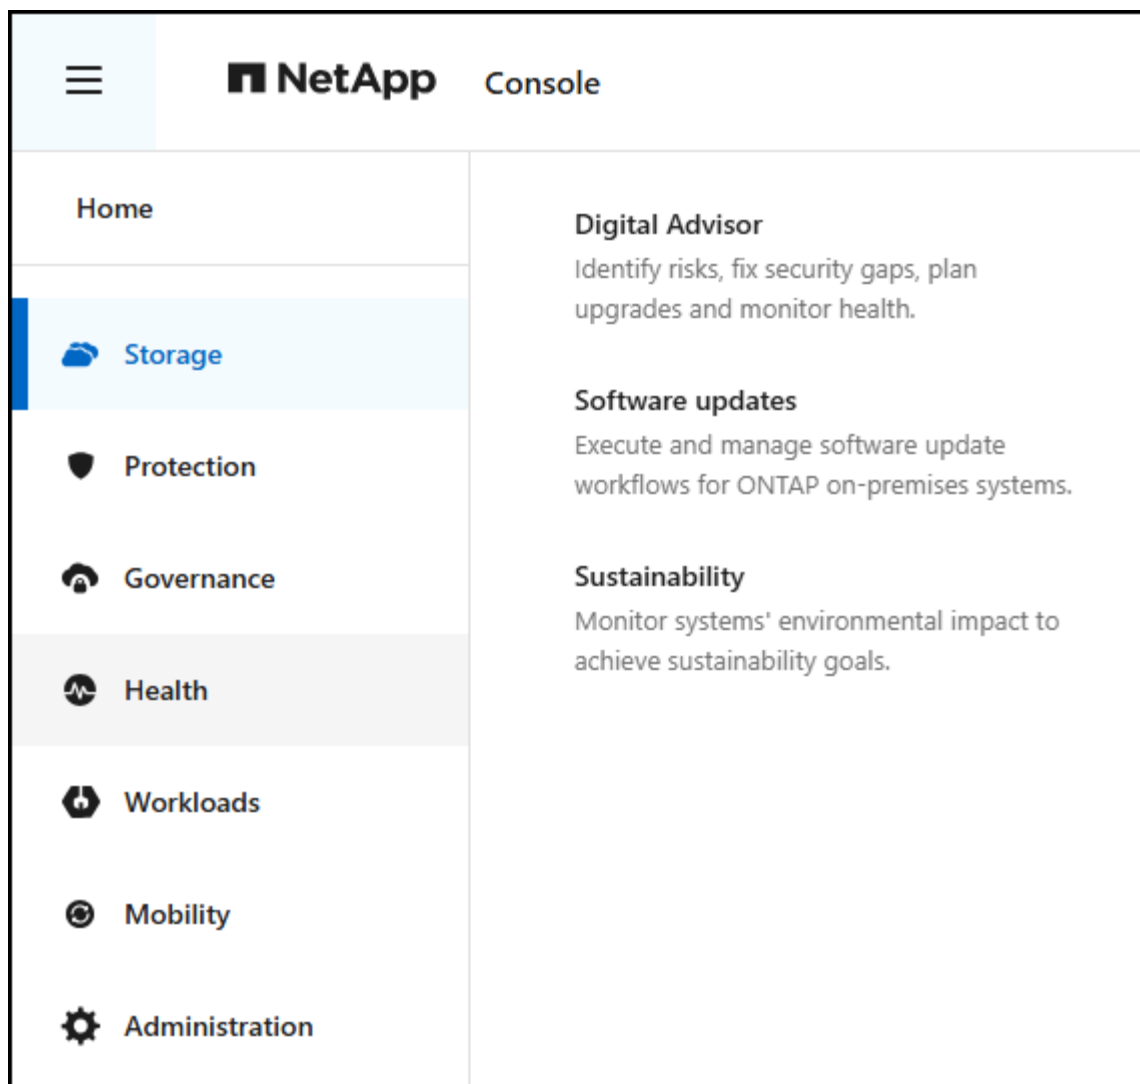 NetApp Console
Home
Storage
Protection
Governance
Health
Workloads
Mobility
Administration
Digital Advisor
Identify risks, fix security gaps, plan
upgrades and monitor health.
Software updates
Execute and manage software update
workflows for ONTAP on-premises systems.
Sustainability
Monitor systems' environmental impact to
achieve sustainability goals.